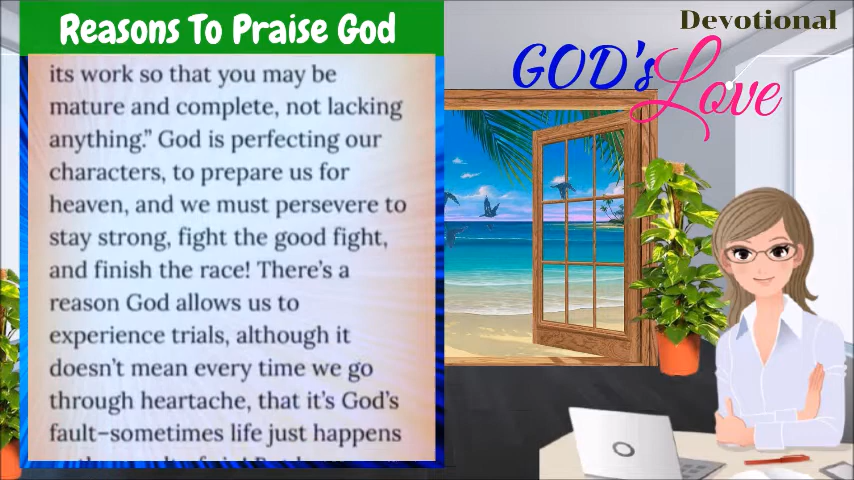 Reasons To Praise God
its work so that you may be
mature and complete, not lacking
anything.” God is perfecting our
characters, to prepare us for
heaven, and we must persevere to
stay strong, fight the good fight,
and finish the race! There’s a
reason God allows us to
experience trials, although it
doesn’t mean every time we go
through heartache, that it’s God’s
fault–sometimes life just happens
Devotional
GOD's Love